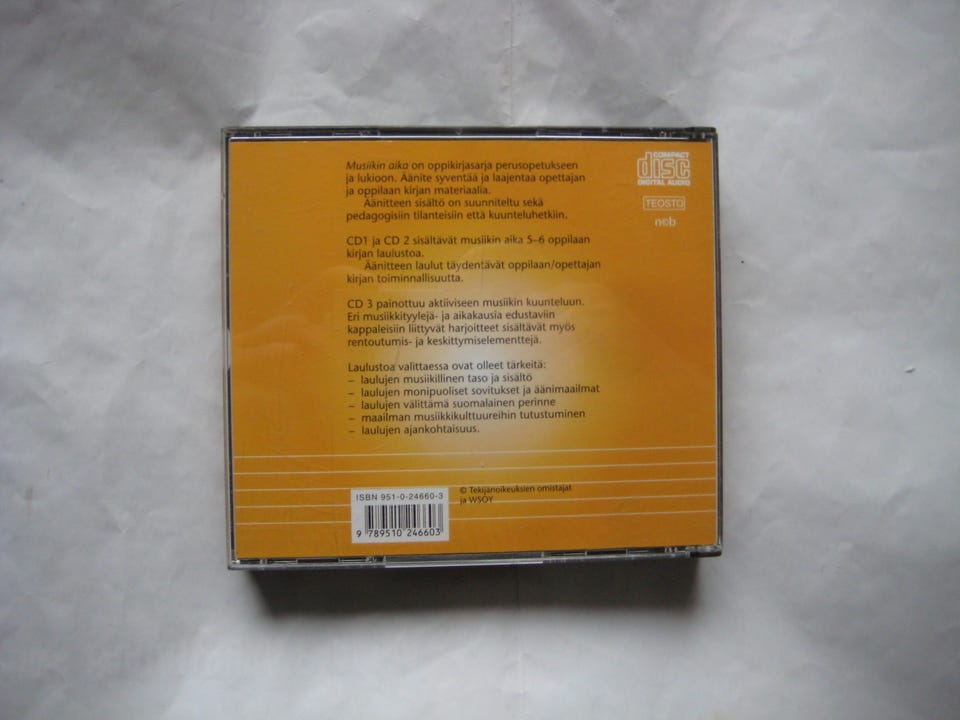 Musiikin aika on oppikirjasarja perusopetukseen
ja lukioon. Äänite syventää ja laajentaa opettajan
ja oppilaan kirjan materiaalia.
Äänitteen sisältö on suunniteltu sekä
pedagogisiin tilanteisiin että kuunteluhetkiin.
CD1 ja CD 2 sisältävät musiikin aika 5–6 oppilaan
kirjan laulustoa.
Äänitteen laulut täydentävät oppilaan/opettajan
kirjan toiminnallisuutta.
CD 3 painottuu aktiiviseen musiikin kuunteluun.
Eri musiikkityylejä- ja aikakausia edustaviin
kappaleisiin liittyvät harjoitteet sisältävät myös
rentoutumis- ja keskittymiselementtejä.
Laulustoa valittaessa ovat olleet tärkeitä:
– laulujen musiikillinen taso ja sisältö
– laulujen monipuoliset sovitukset ja äänimaailmat
– laulujen välittämä suomalainen perinne
– maailman musiikkikulttuureihin tutustuminen
– laulujen ajankohtaisuus.
COMPACT
disc
DIGITAL AUDIO
TEOSTO
ncb
ISBN 951-0-24660-3
9 789510 246603
© Tekijänoikeuksien omistajat
ja WSOY